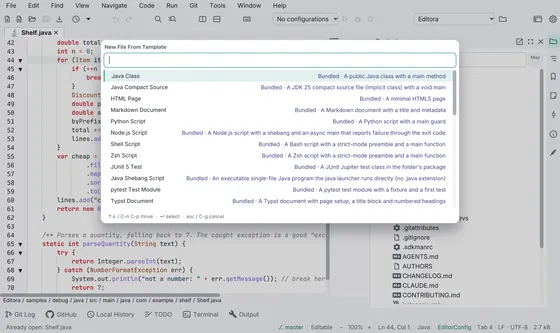 File Edit Selection View Navigate Code Refactor Run Git Tools Window Help
No configurations
Editora
Shelf.java ×
New File From Template
Java Class Bundled · A public Java class with a main method
Java Compact Source Bundled · A JDK 25 compact source file (implicit class) with a void main
HTML Page Bundled · A minimal HTML5 page
Markdown Document Bundled · A Markdown document with a title and metadata
Python Script Bundled · A Python script with a main guard
Node.js Script Bundled · A Node.js script with a shebang and an async main that reports failure through the exit code
Shell Script Bundled · A Bash script with a strict-mode preamble and a main function
Zsh Script Bundled · A Zsh script with a strict-mode preamble and a main function
JUnit 5 Test Bundled · A JUnit Jupiter test class in the folder's package
Java Shebang Script Bundled · An executable single-file Java program the java launcher runs directly (no .java extension)
pytest Test Module Bundled · A pytest test module with a fixture and a first test
Typst Document Bundled · A Typst document with page setup, a title block and numbered headings
↑↓ / C-n C-p move · ↵ select · esc / C-g cancel
42 double total
43 int n = 0;
44 for (Item it
45 if (++n
46 break
47 }
48 Discount
49 double p
50 double s
51 byPrefix
52 total +=
53 lines.ad
54 }
55 var cheap =
56 .fil
57 .map
58 .sor
59 .to
60 lines.add("c
61 return new R
62 }
63
64 /** Parses a quantity, falling back to 7. The caught exception is a good "exc
65 static int parseQuantity(String text) {
66 try {
67 return Integer.parseInt(text);
68 } catch (NumberFormatException err) {
69 System.out.println("not a number: " + err.getMessage()); // break her
70 return 7;
.gitattributes
.gitignore
.sdkmanrc
AGENTS.md
AUTHORS
CHANGELOG.md
CLAUDE.md
CONTRIBUTING.md
Editora / samples / debug / java / src / main / java / com / example / shelf / Shelf.java
Git Log GitHub Local History TODO Terminal Output
Already open: Shelf.java master Editable − 100% + Ln 44, Col 1 Java EditorConfig Tab 4 LF UTF-8 2.7 kB